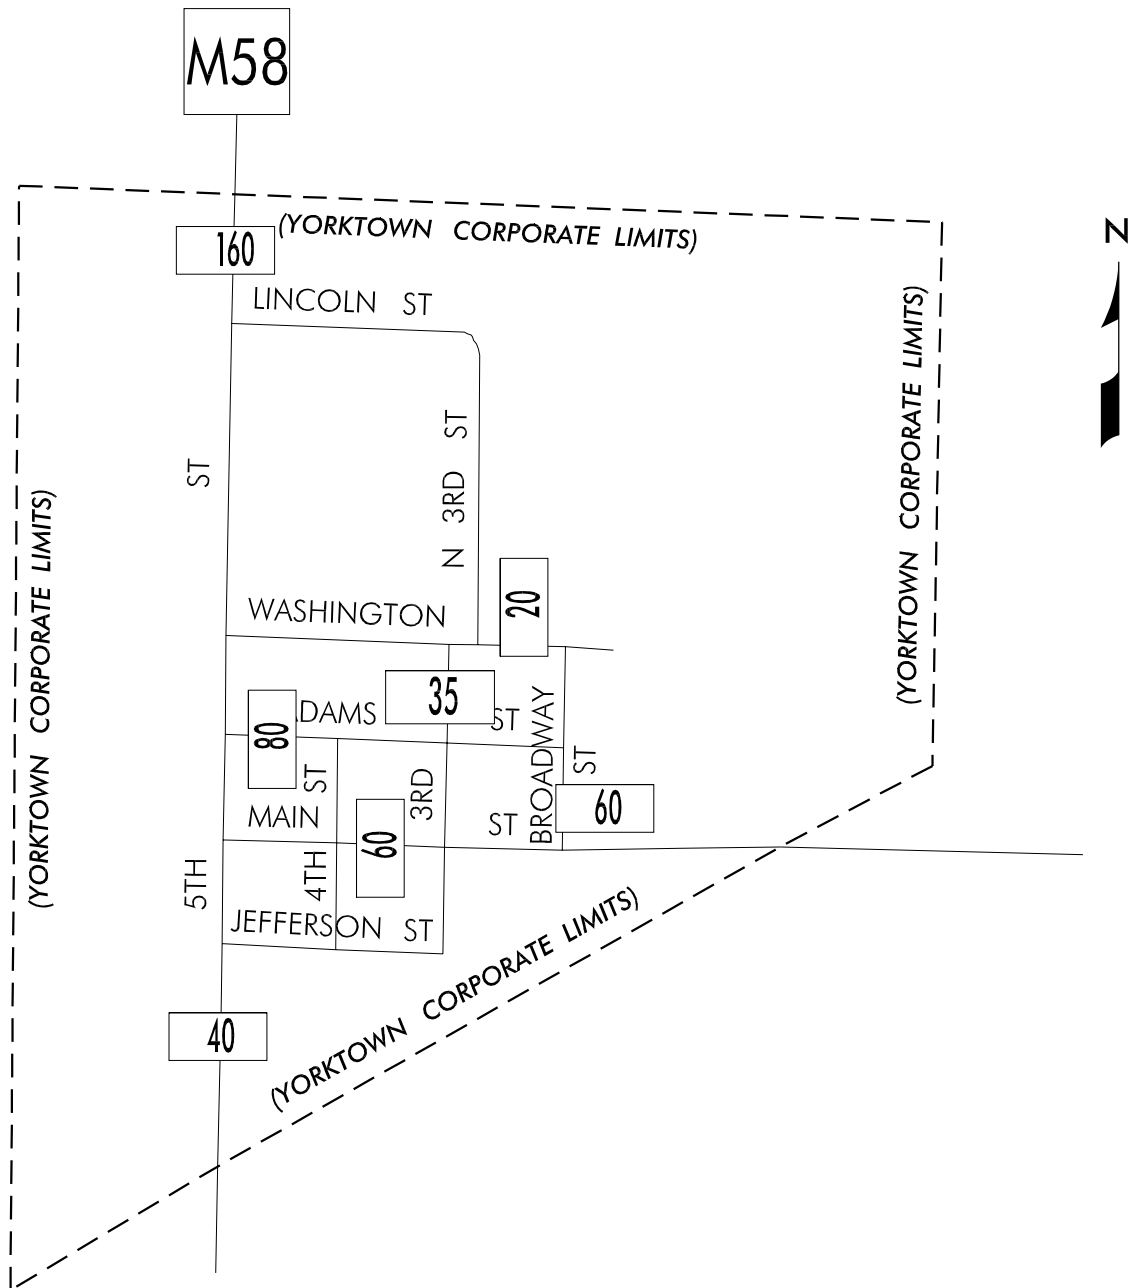 M58
(YORKTOWN CORPORATE LIMITS)
N
160
LINCOLN ST
(YORKTOWN CORPORATE LIMITS)
N 3RD ST
5TH ST
(YORKTOWN CORPORATE LIMITS)
WASHINGTON
20
35
ADAMS ST
80
BROADWAY ST
4TH ST
3RD
60
MAIN ST
60
JEFFERSON ST
(YORKTOWN CORPORATE LIMITS)
40